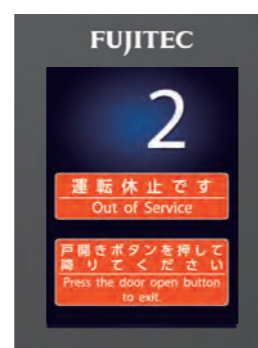 FUJITEC
2
運転休止です
Out of Service
戸開きボタンを押して
降りてください
Press the door open button
to exit.